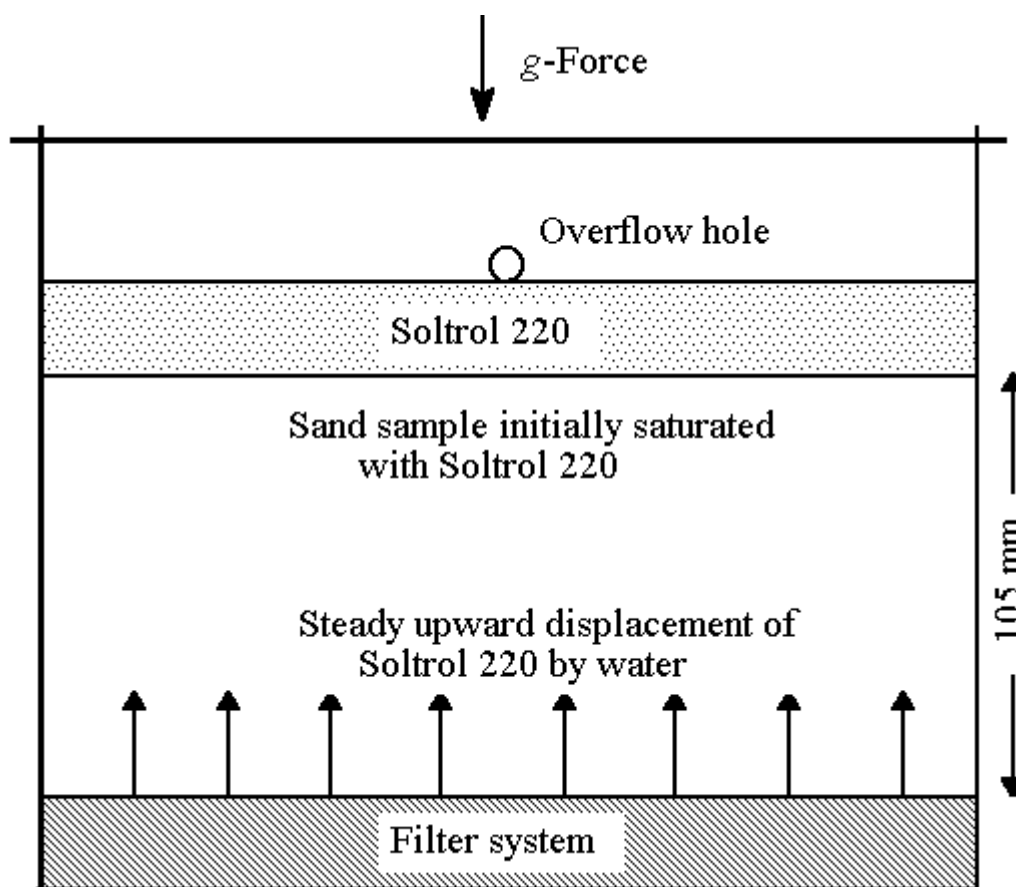 g-Force
Overflow hole
Soltrol 220
Sand sample initially saturated
with Soltrol 220
105 mm
Steady upward displacement of
Soltrol 220 by water
Filter system